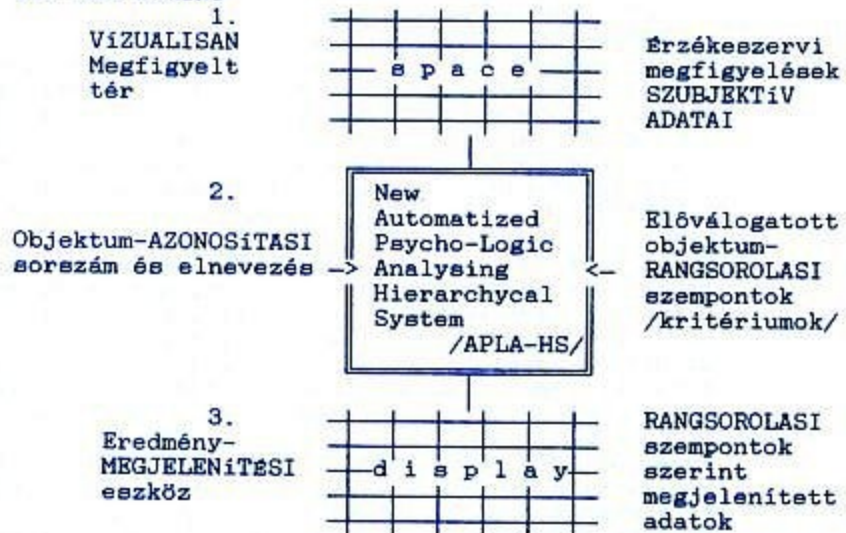 1.
VíZUALISAN
Megfigyelt
tér
s p a c e
Érzékeszervi
megfigyelések
SZUBJEKTíV
ADATAI
2.
Objektum-AZONOSíTASI
sorszám és elnevezés ->
New
Automatized
Psycho-Logic
Analysing
Hierarchycal
System
/APLA-HS/
<-
Elôválogatott
objektum-
RANGSOROLASI
szempontok
/kritériumok/
3.
Eredmény-
MEGJELENíTÉSI
eszköz
d i s p l a y
RANGSOROLASI
szempontok
szerint
megjelenített
adatok